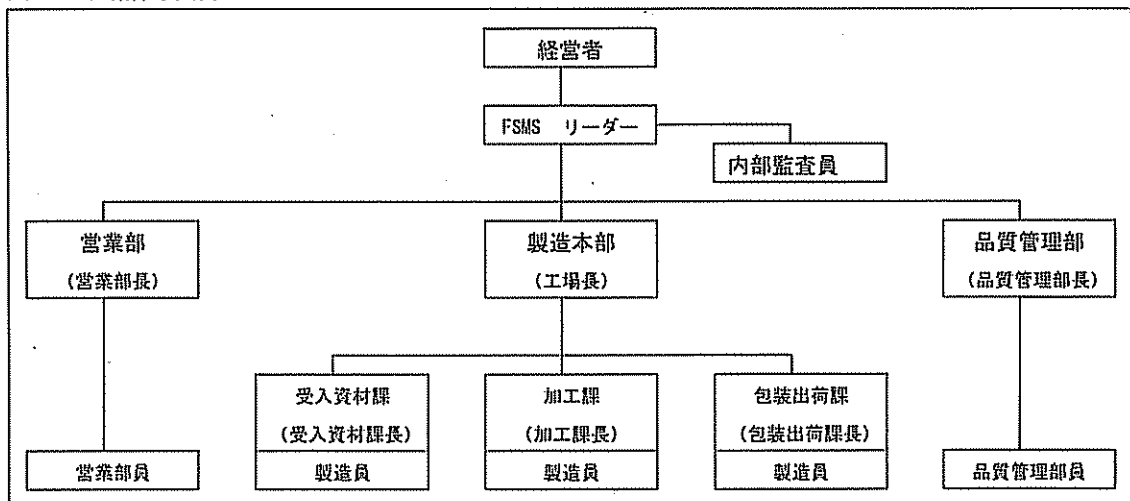 経営者
FSMS リーダー
内部監査員
営業部
(営業部長)
製造本部
(工場長)
品質管理部
(品質管理部長)
受入資材課
(受入資材課長)
製造員
加工課
(加工課長)
製造員
包装出荷課
(包装出荷課長)
製造員
営業部員
品質管理部員